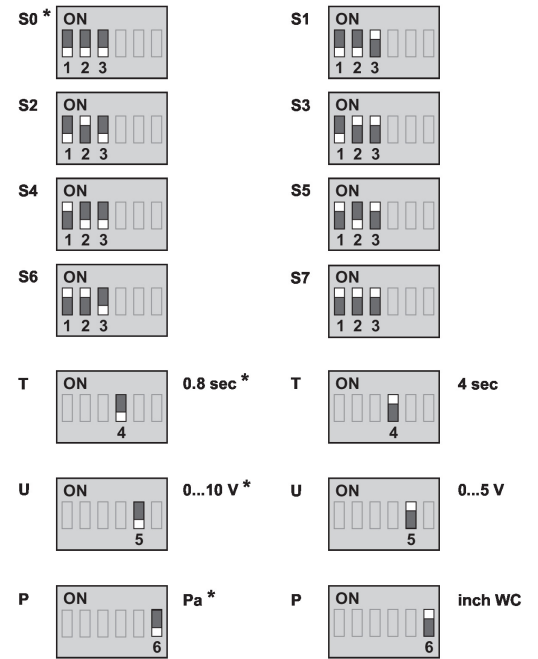 S0 * ON S1 ON
1 2 3 1 2 3
S2 ON S3 ON
1 2 3 1 2 3
S4 ON S5 ON
1 2 3 1 2 3
S6 ON S7 ON
1 2 3 1 2 3
T ON 0.8 sec * T ON 4 sec
4 4
U ON 0...10 V * U ON 0...5 V
5 5
P ON Pa * P ON inch WC
6 6